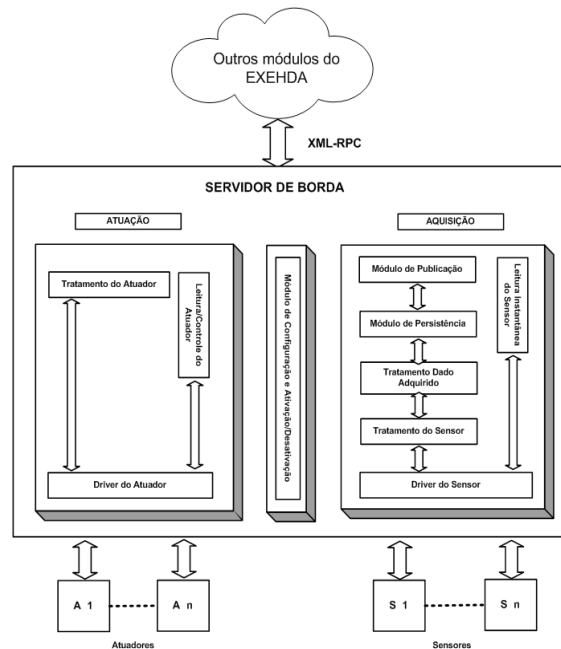 Outros módulos do
EXEHDA
XML-RPC
SERVIDOR DE BORDA
ATUAÇÃO
AQUISIÇÃO
Tratamento do Atuador
Leitura/Controle do
Atuador
Driver do Atuador
Módulo de Configuração e Ativação/Desativação
Módulo de Publicação
Módulo de Persistência
Tratamento Dado
Adquirido
Tratamento do Sensor
Leitura Instantânea
do Sensor
Driver do Sensor
A 1
A n
S 1
S n
Atuadores
Sensores